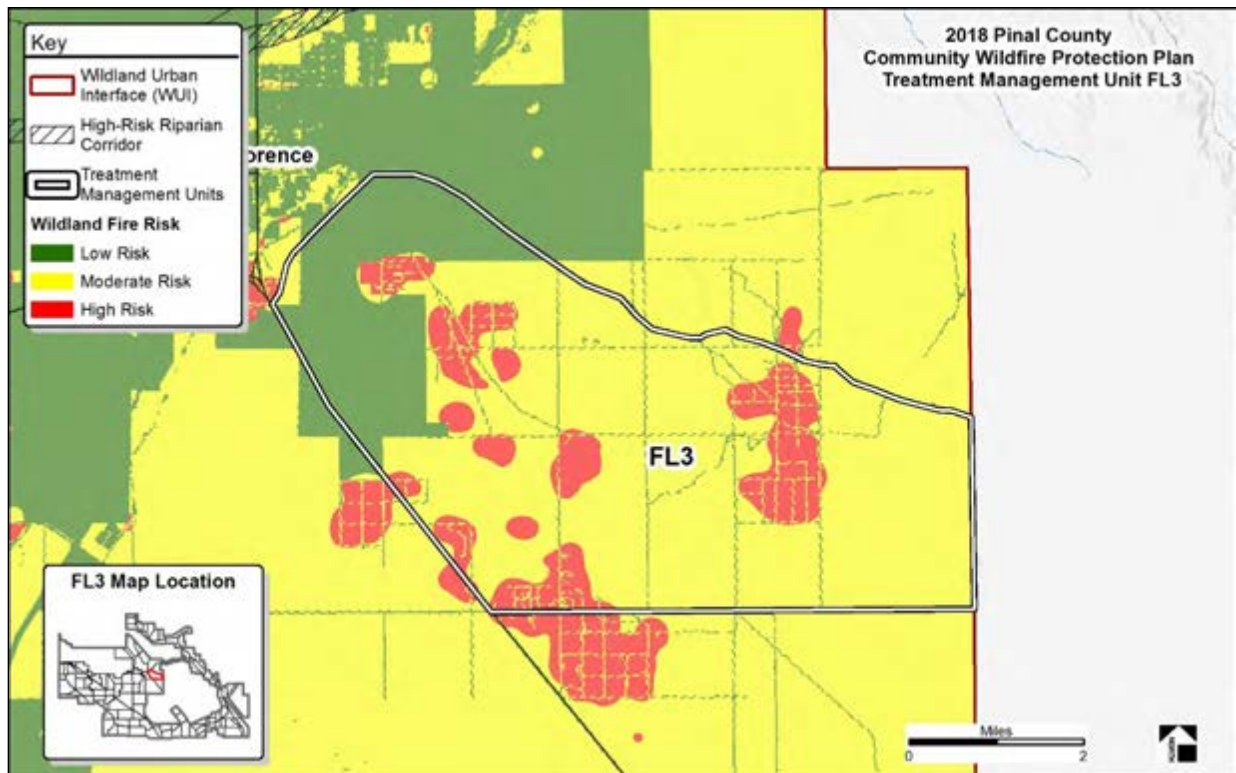 Key
Wildland Urban
Interface (WUI)
High-Risk Riparian
Corridor
Treatment
Management Units
Wildland Fire Risk
Low Risk
Moderate Risk
High Risk
2018 Pinal County
Community Wildfire Protection Plan
Treatment Management Unit FL3
orence
FL3
FL3 Map Location
Miles
0
2